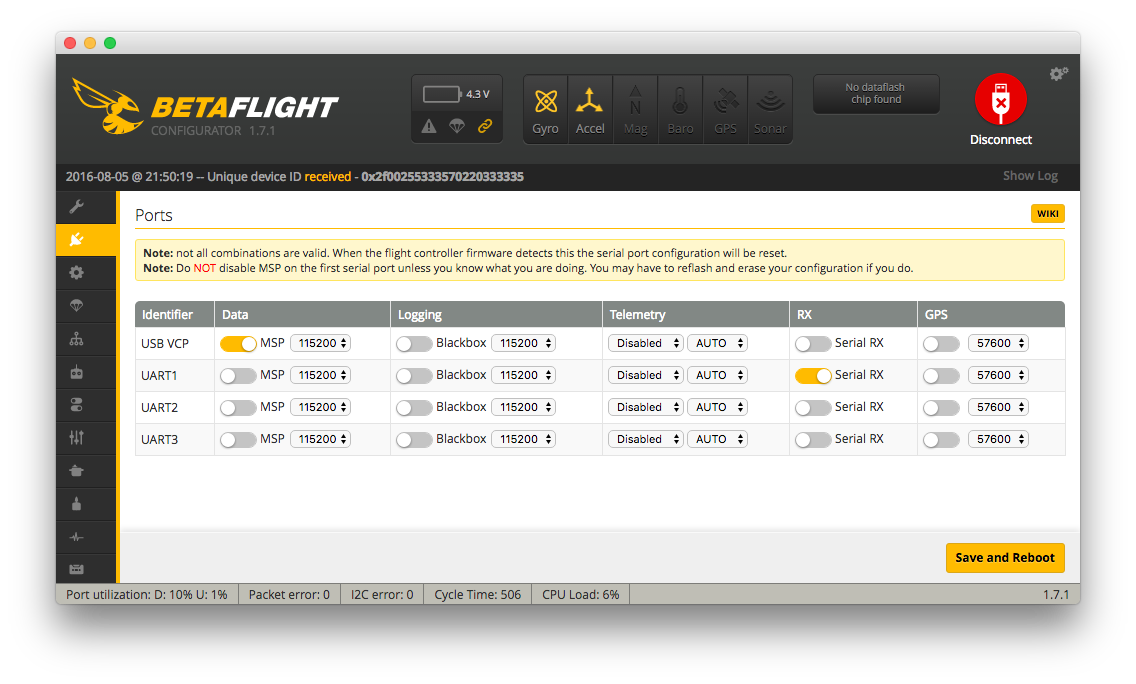 BETAFLIGHT
CONFIGURATOR 1.7.1
4.3 V
Gyro Accel Mag Baro GPS Sonar
No dataflash
chip found
Disconnect
2016-08-05 @ 21:50:19 -- Unique device ID received - 0x2f00255333570220333335
Show Log
Ports
WIKI
Note: not all combinations are valid. When the flight controller firmware detects this the serial port configuration will be reset.
Note: Do NOT disable MSP on the first serial port unless you know what you are doing. You may have to reflash and erase your configuration if you do.
Identifier Data Logging Telemetry RX GPS
USB VCP MSP 115200 Blackbox 115200 Disabled AUTO Serial RX 57600
UART1 MSP 115200 Blackbox 115200 Disabled AUTO Serial RX 57600
UART2 MSP 115200 Blackbox 115200 Disabled AUTO Serial RX 57600
UART3 MSP 115200 Blackbox 115200 Disabled AUTO Serial RX 57600
Save and Reboot
Port utilization: D: 10% U: 1% Packet error: 0 I2C error: 0 Cycle Time: 506 CPU Load: 6% 1.7.1